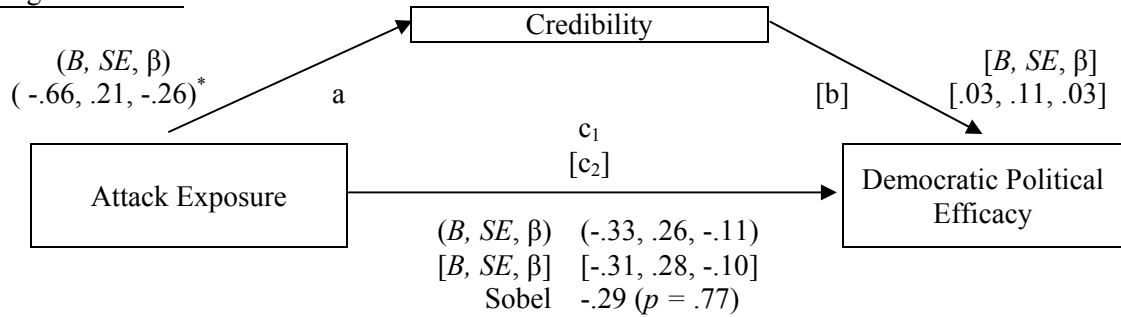 Credibility
(B, SE, β)
( -.66, .21, -.26)*
a
[b]
[B, SE, β]
[.03, .11, .03]
c1
[c2]
Attack Exposure
Democratic Political
Efficacy
(B, SE, β) (-.33, .26, -.11)
[B, SE, β] [-.31, .28, -.10]
Sobel -.29 (p = .77)